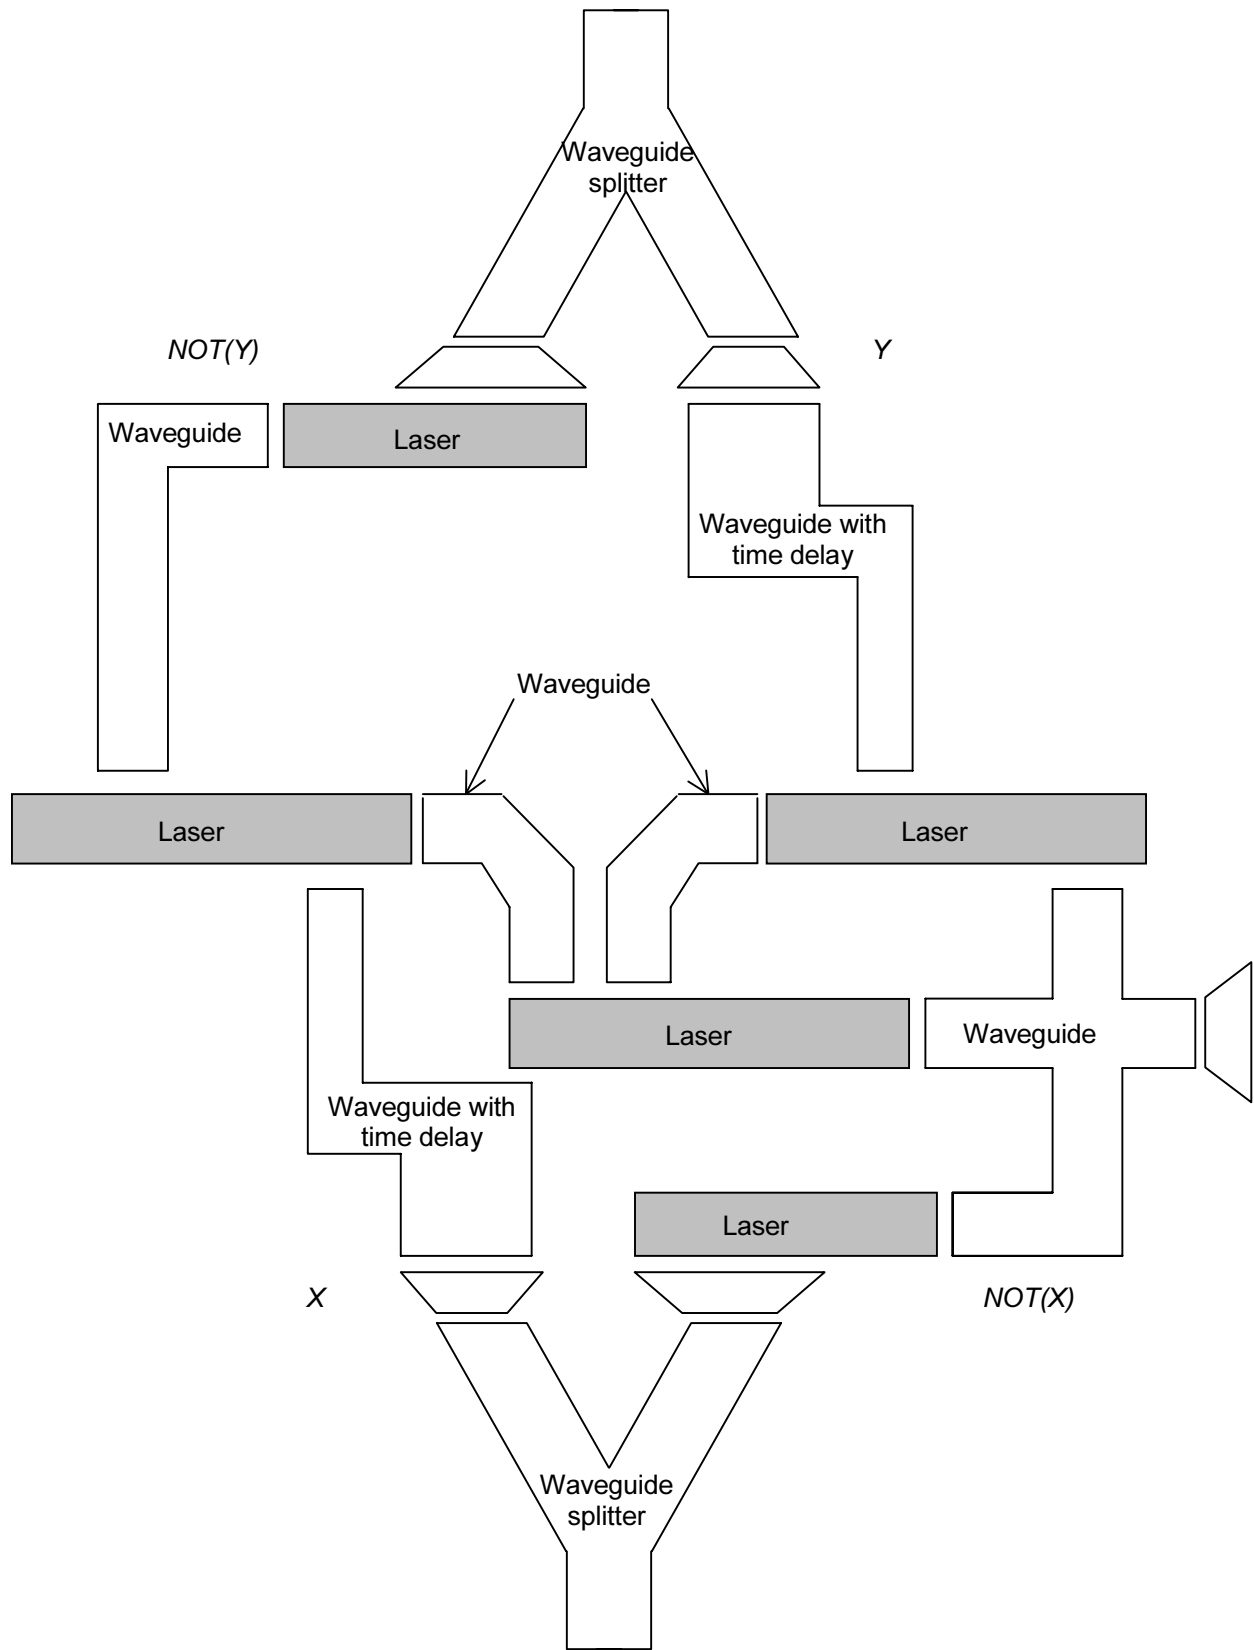 Waveguide
splitter
NOT(Y)
Y
Waveguide
Laser
Waveguide with
time delay
Waveguide
Laser
Laser
Laser
Waveguide
Waveguide with
time delay
Laser
X
NOT(X)
Waveguide
splitter